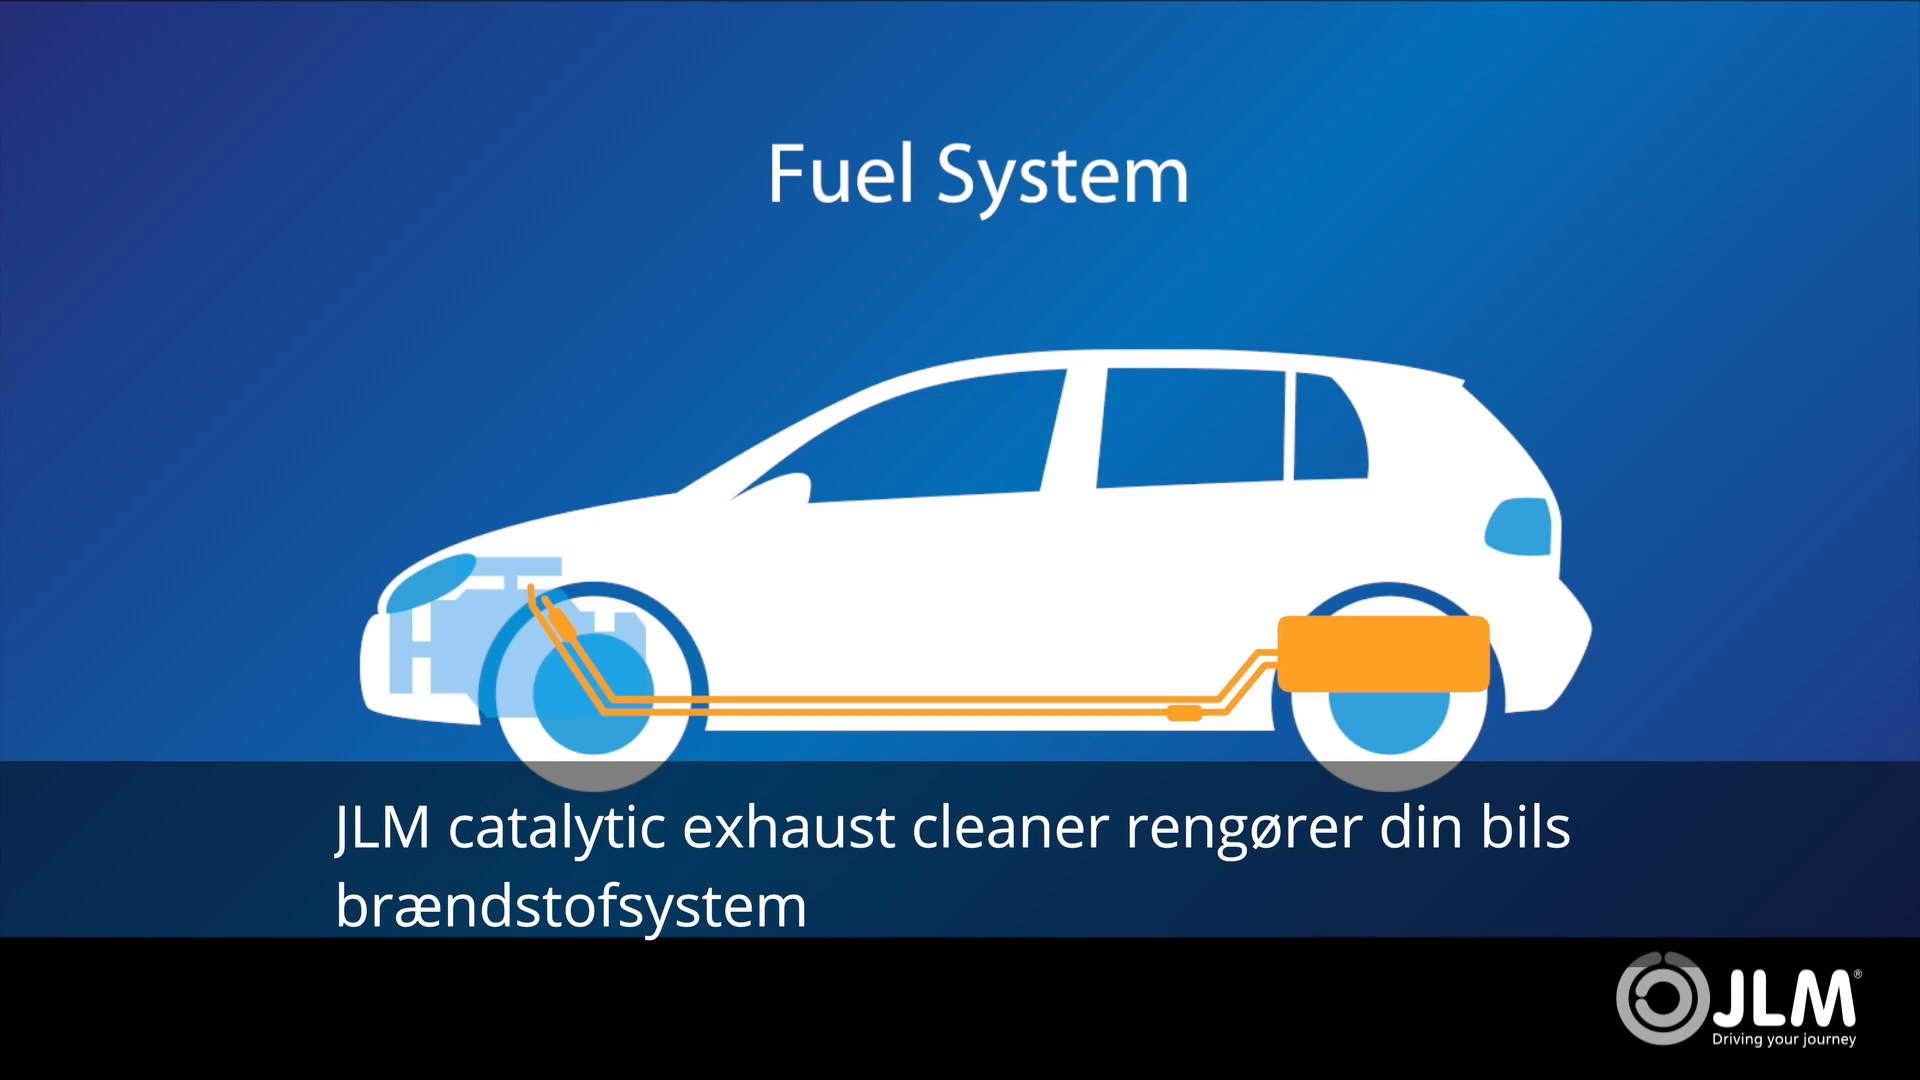 Fuel System
JLM catalytic exhaust cleaner rengører din bils
brændstofsystem
JLM®
Driving your journey